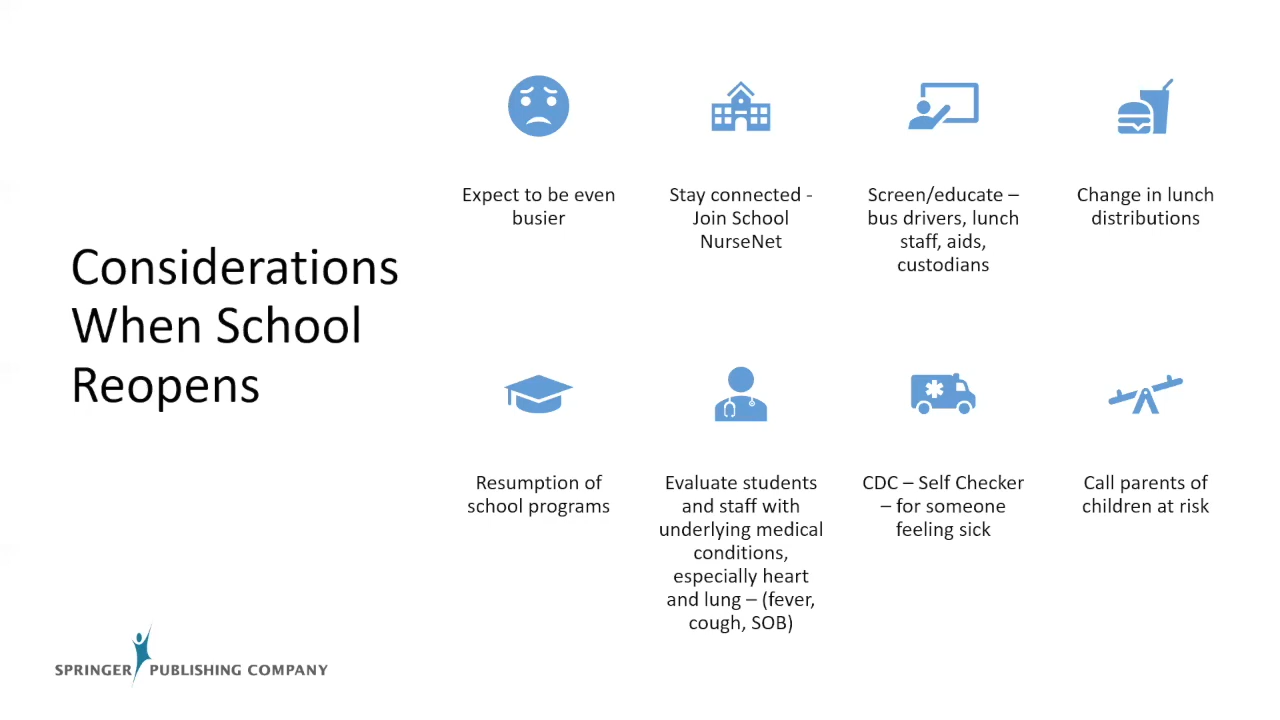 Considerations
When School
Reopens
Expect to be even
busier
Stay connected -
Join School
NurseNet
Screen/educate –
bus drivers, lunch
staff, aids,
custodians
Change in lunch
distributions
Resumption of
school programs
Evaluate students
and staff with
underlying medical
conditions,
especially heart
and lung – (fever,
cough, SOB)
CDC – Self Checker
– for someone
feeling sick
Call parents of
children at risk
SPRINGER PUBLISHING COMPANY